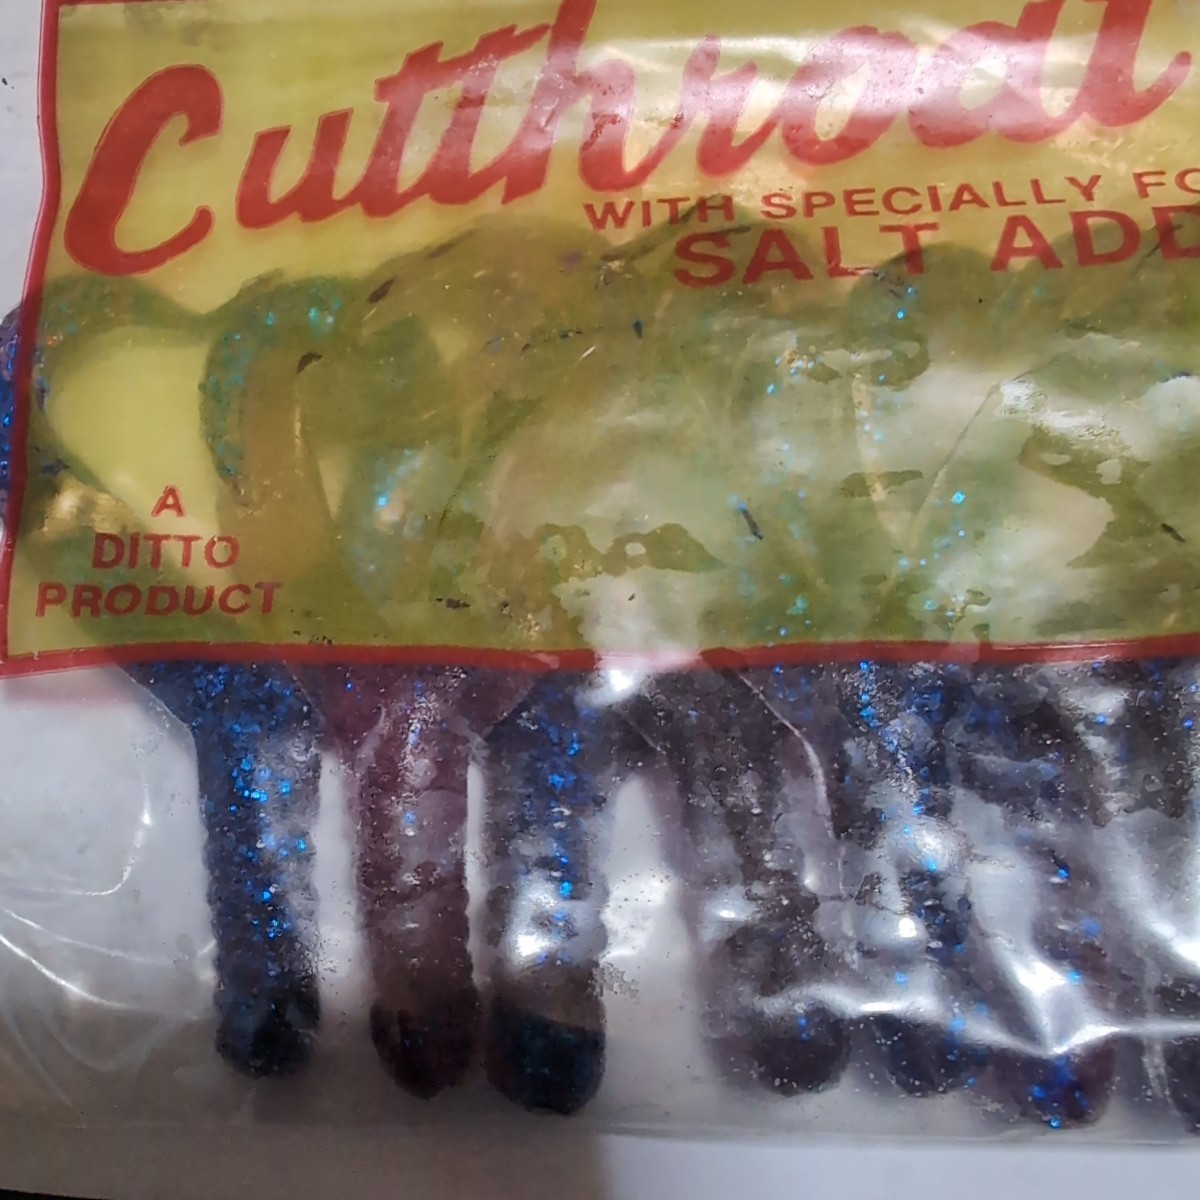 Cutthroat
WITH SPECIALLY FO
SALT ADD
A
DITTO
PRODUCT